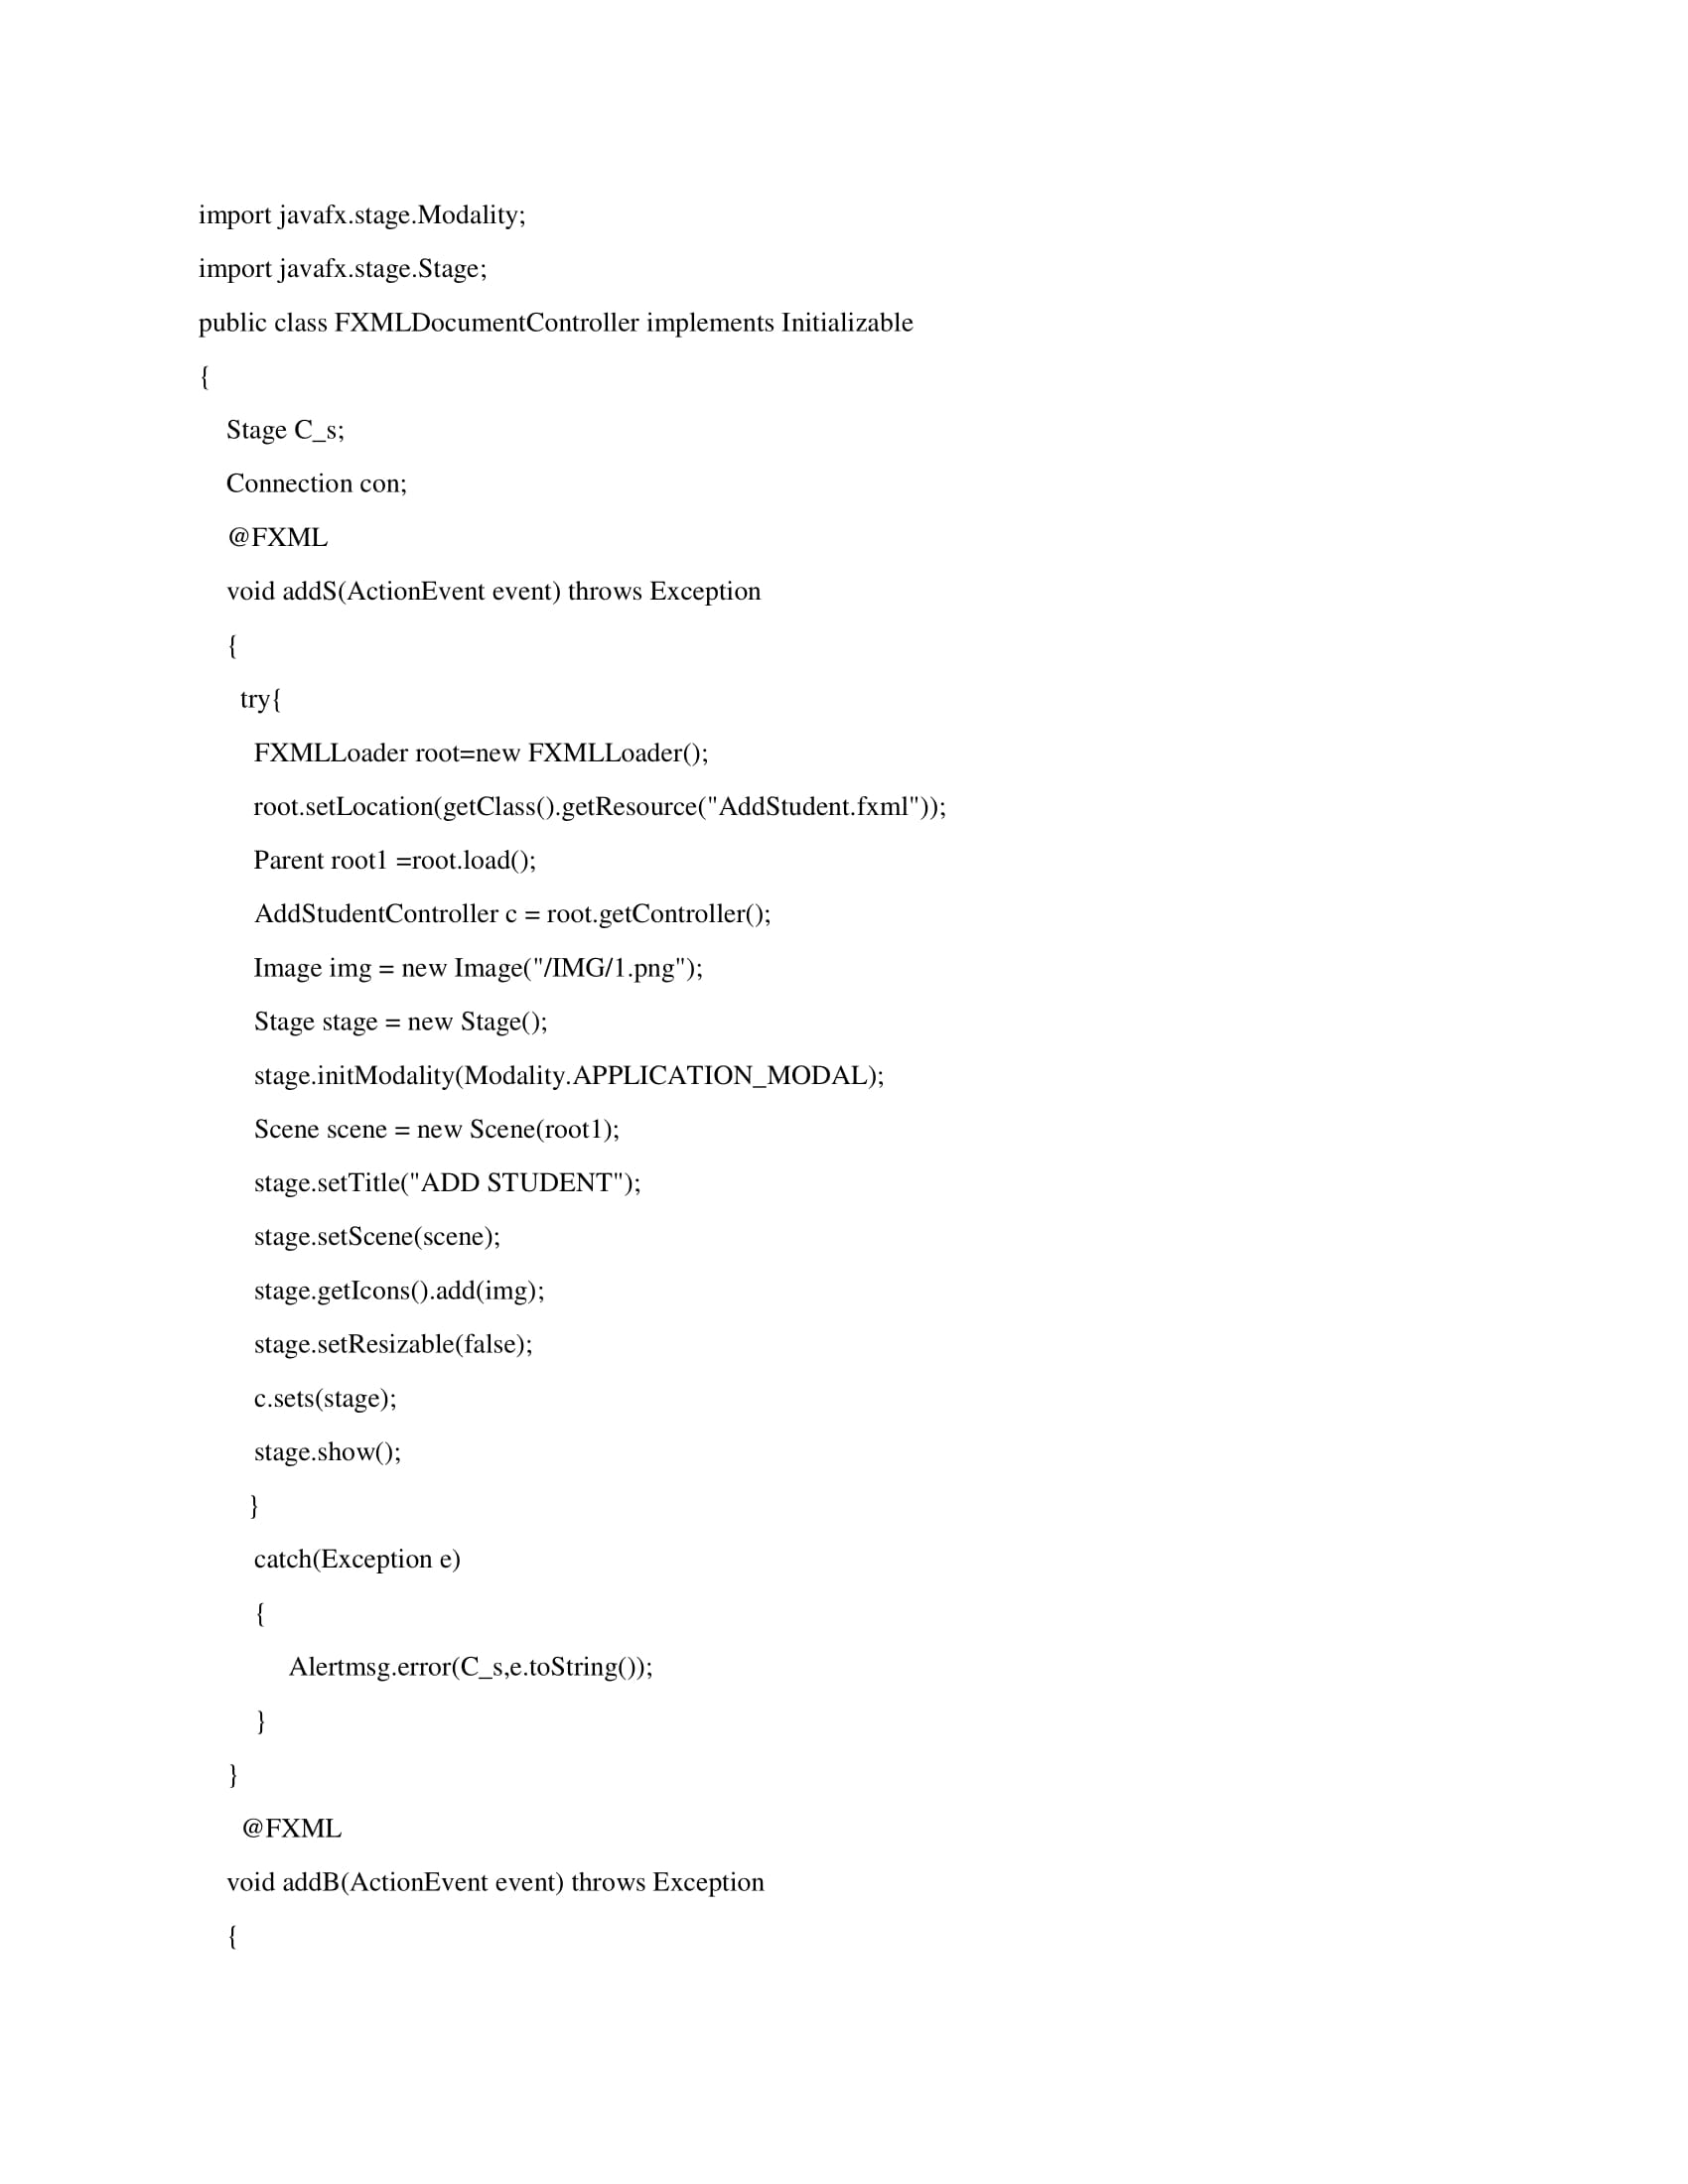 import javafx.stage.Modality;
import javafx.stage.Stage;
public class FXMLDocumentController implements Initializable
{
Stage C_s;
Connection con;
@FXML
void addS(ActionEvent event) throws Exception
{
try{
FXMLLoader root=new FXMLLoader();
root.setLocation(getClass().getResource("AddStudent.fxml"));
Parent root1 =root.load();
AddStudentController c = root.getController();
Image img = new Image("/IMG/1.png");
Stage stage = new Stage();
stage.initModality(Modality.APPLICATION_MODAL);
Scene scene = new Scene(root1);
stage.setTitle("ADD STUDENT");
stage.setScene(scene);
stage.getIcons().add(img);
stage.setResizable(false);
c.sets(stage);
stage.show();
}
catch(Exception e)
{
Alertmsg.error(C_s,e.toString());
}
}
@FXML
void addB(ActionEvent event) throws Exception
{